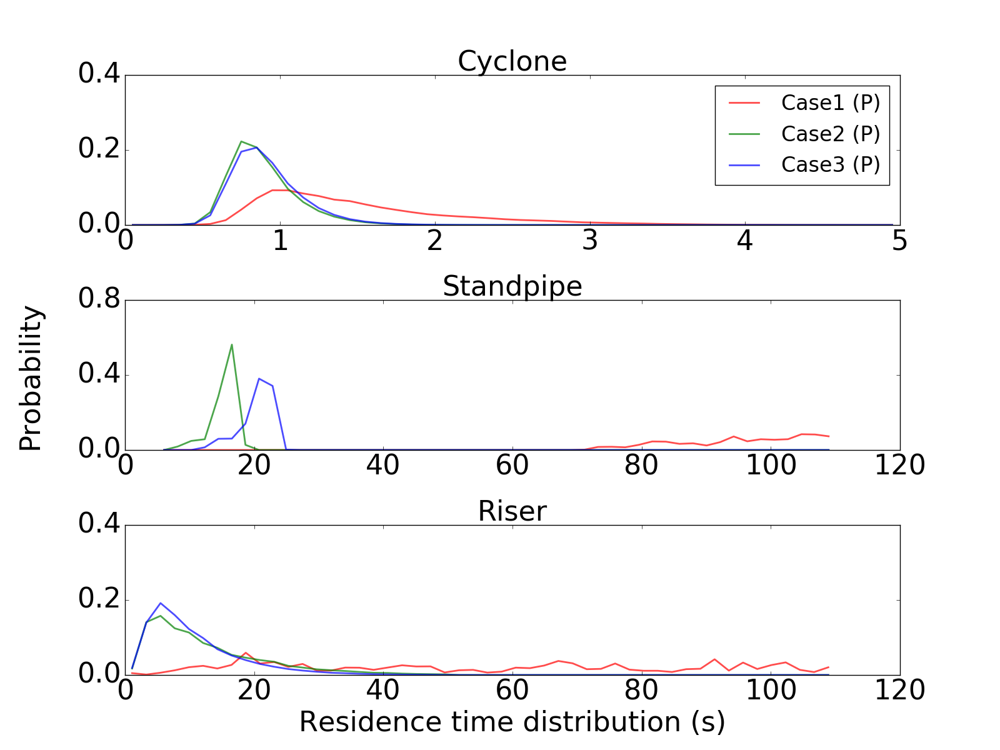 Cyclone
0.4
0.2
0.0
0 1 2 3 4 5
Case1 (P)
Case2 (P)
Case3 (P)
Standpipe
0.8
0.4
0.0
0 20 40 60 80 100 120
Probability
Riser
0.4
0.2
0.0
0 20 40 60 80 100 120
Residence time distribution (s)